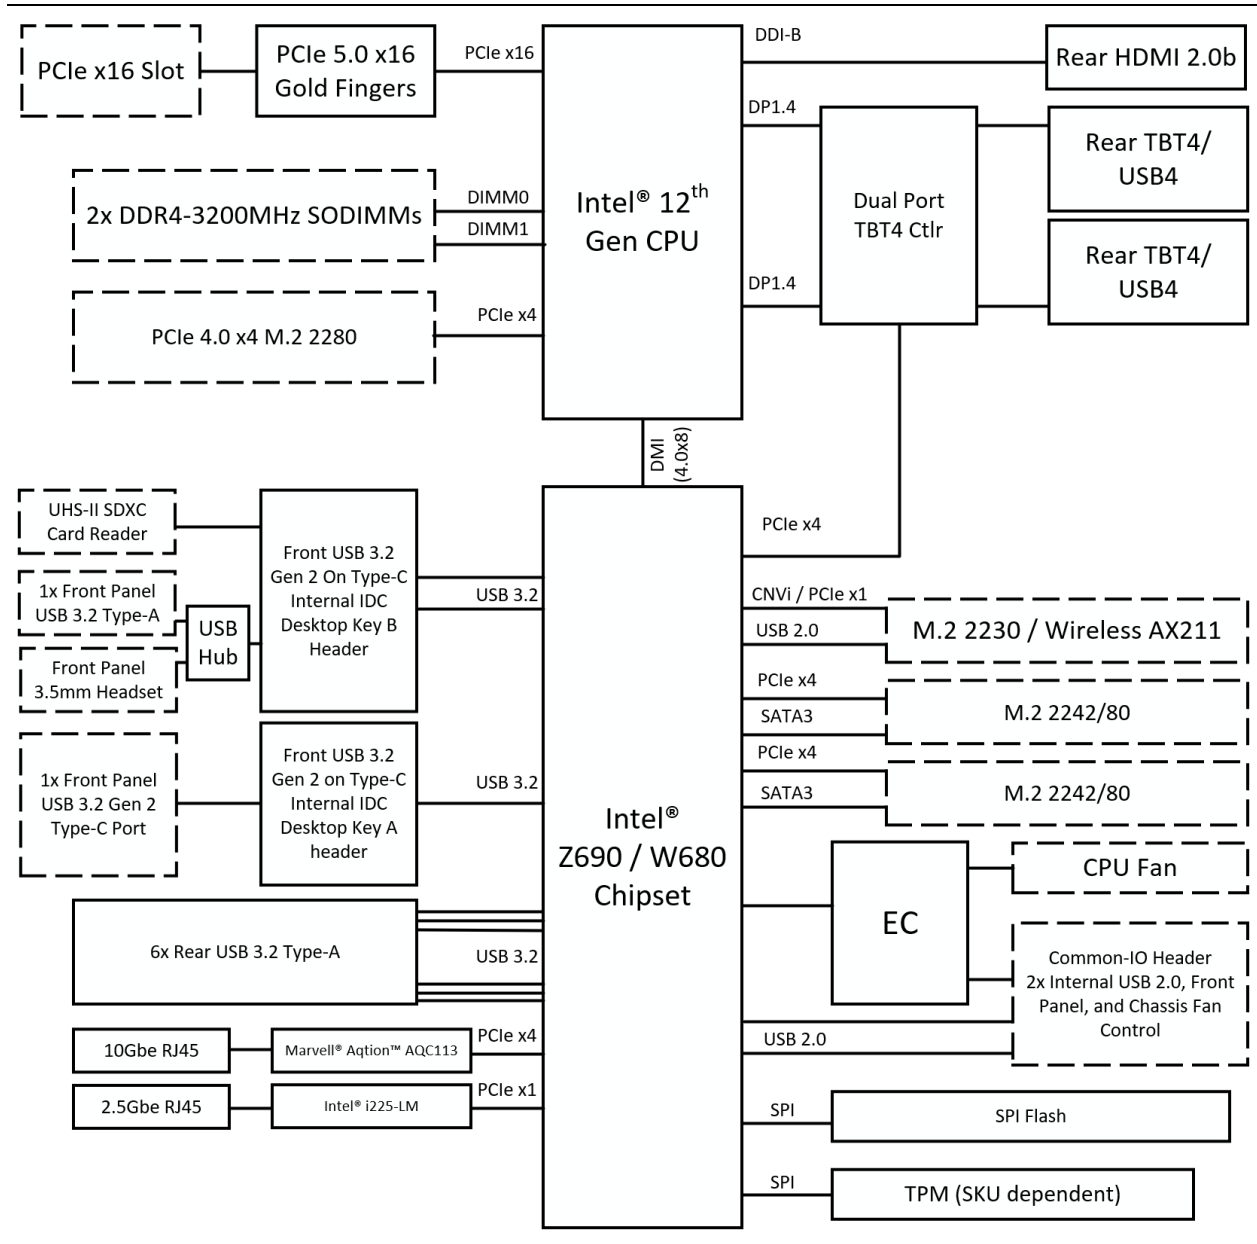 PCIe x16 Slot
PCIe 5.0 x16
Gold Fingers
PCIe x16
DDI-B
Rear HDMI 2.0b
2x DDR4-3200MHz SODIMMs
DIMM0
DIMM1
Intel® 12th
Gen CPU
DP1.4
DP1.4
Dual Port
TBT4 Ctlr
Rear TBT4/
USB4
Rear TBT4/
USB4
PCIe 4.0 x4 M.2 2280
PCIe x4
DMI
(4.0x8)
UHS-II SDXC
Card Reader
1x Front Panel
USB 3.2 Type-A
Front Panel
3.5mm Headset
USB
Hub
Front USB 3.2
Gen 2 On Type-C
Internal IDC
Desktop Key B
Header
USB 3.2
1x Front Panel
USB 3.2 Gen 2
Type-C Port
Front USB 3.2
Gen 2 on Type-C
Internal IDC
Desktop Key A
header
USB 3.2
6x Rear USB 3.2 Type-A
USB 3.2
10Gbe RJ45
Marvell® Aqtion™ AQC113
PCIe x4
2.5Gbe RJ45
Intel® i225-LM
PCIe x1
Intel®
Z690 / W680
Chipset
PCIe x4
CNVi / PCIe x1
USB 2.0
M.2 2230 / Wireless AX211
PCIe x4
SATA3
M.2 2242/80
PCIe x4
SATA3
M.2 2242/80
EC
CPU Fan
Common-IO Header
2x Internal USB 2.0, Front
Panel, and Chassis Fan
Control
USB 2.0
SPI
SPI Flash
SPI
TPM (SKU dependent)